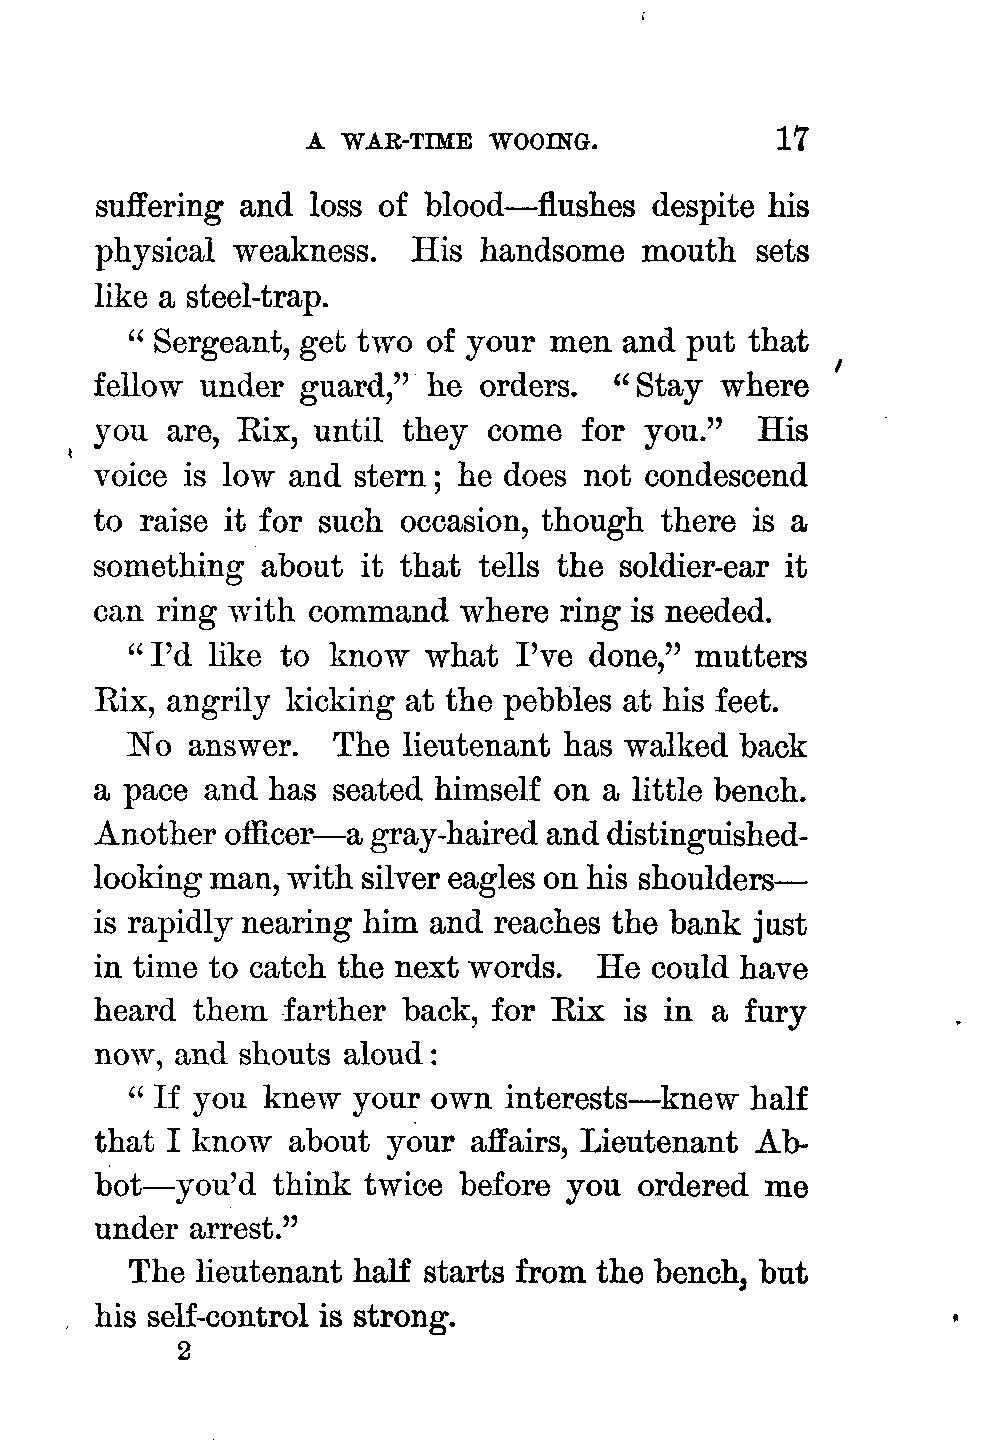 A WAR-TIME WOOING. 17
suffering and loss of blood—flushes despite his
physical weakness. His handsome mouth sets
like a steel-trap.
“Sergeant, get two of your men and put that
fellow under guard,” he orders. “Stay where
you are, Rix, until they come for you.” His
voice is low and stern; he does not condescend
to raise it for such occasion, though there is a
something about it that tells the soldier-ear it
can ring with command where ring is needed.
“I’d like to know what I’ve done,” mutters
Rix, angrily kicking at the pebbles at his feet.
No answer. The lieutenant has walked back
a pace and has seated himself on a little bench.
Another officer—a gray-haired and distinguished-
looking man, with silver eagles on his shoulders—
is rapidly nearing him and reaches the bank just
in time to catch the next words. He could have
heard them farther back, for Rix is in a fury
now, and shouts aloud:
“If you knew your own interests—knew half
that I know about your affairs, Lieutenant Ab-
bot—you’d think twice before you ordered me
under arrest.”
The lieutenant half starts from the bench, but
his self-control is strong.
2